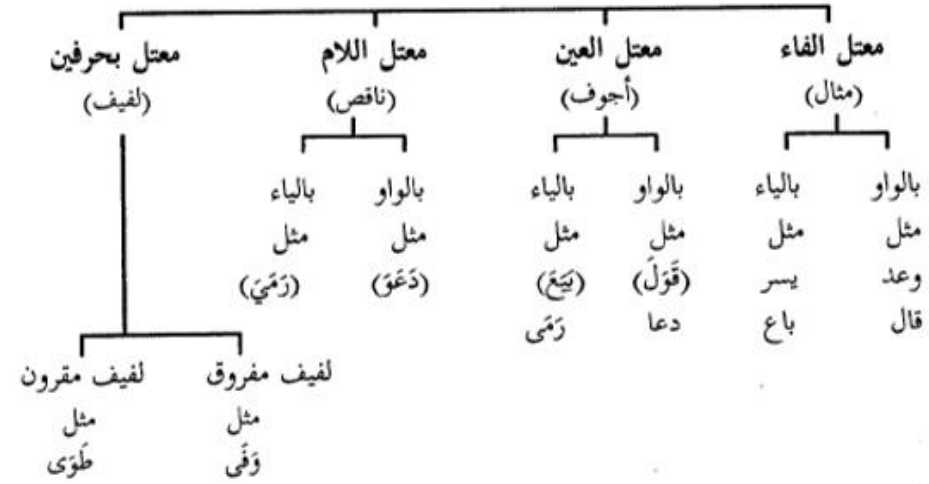 معتل الفاء معتل العين معتل اللام معتل بحرفين
(مثال) (أجوف) (ناقص) (لفيف)
بالواو بالياء بالواو بالياء بالواو بالياء
مثل مثل مثل مثل مثل مثل
وعد يسر (قَوَلَ) (بَيَعَ) (دَعَوَ) (رَمَيَ)
قال باع دعا رَمَى
لفيف مفروق لفيف مقرون
مثل مثل
وَفَى طَوَى